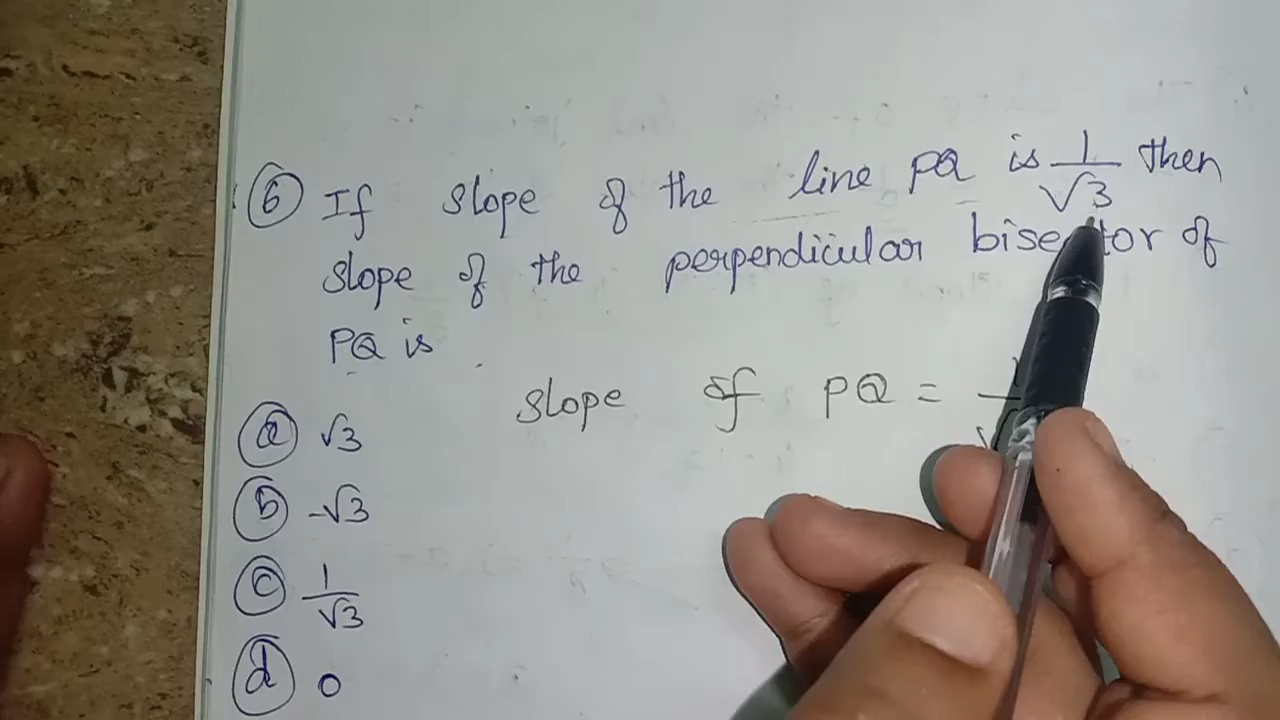 6 If slope of the line PQ is 1/√3 then
slope of the perpendicular bisector of
PQ is
slope of PQ =
a √3
b -√3
c 1/√3
d 0